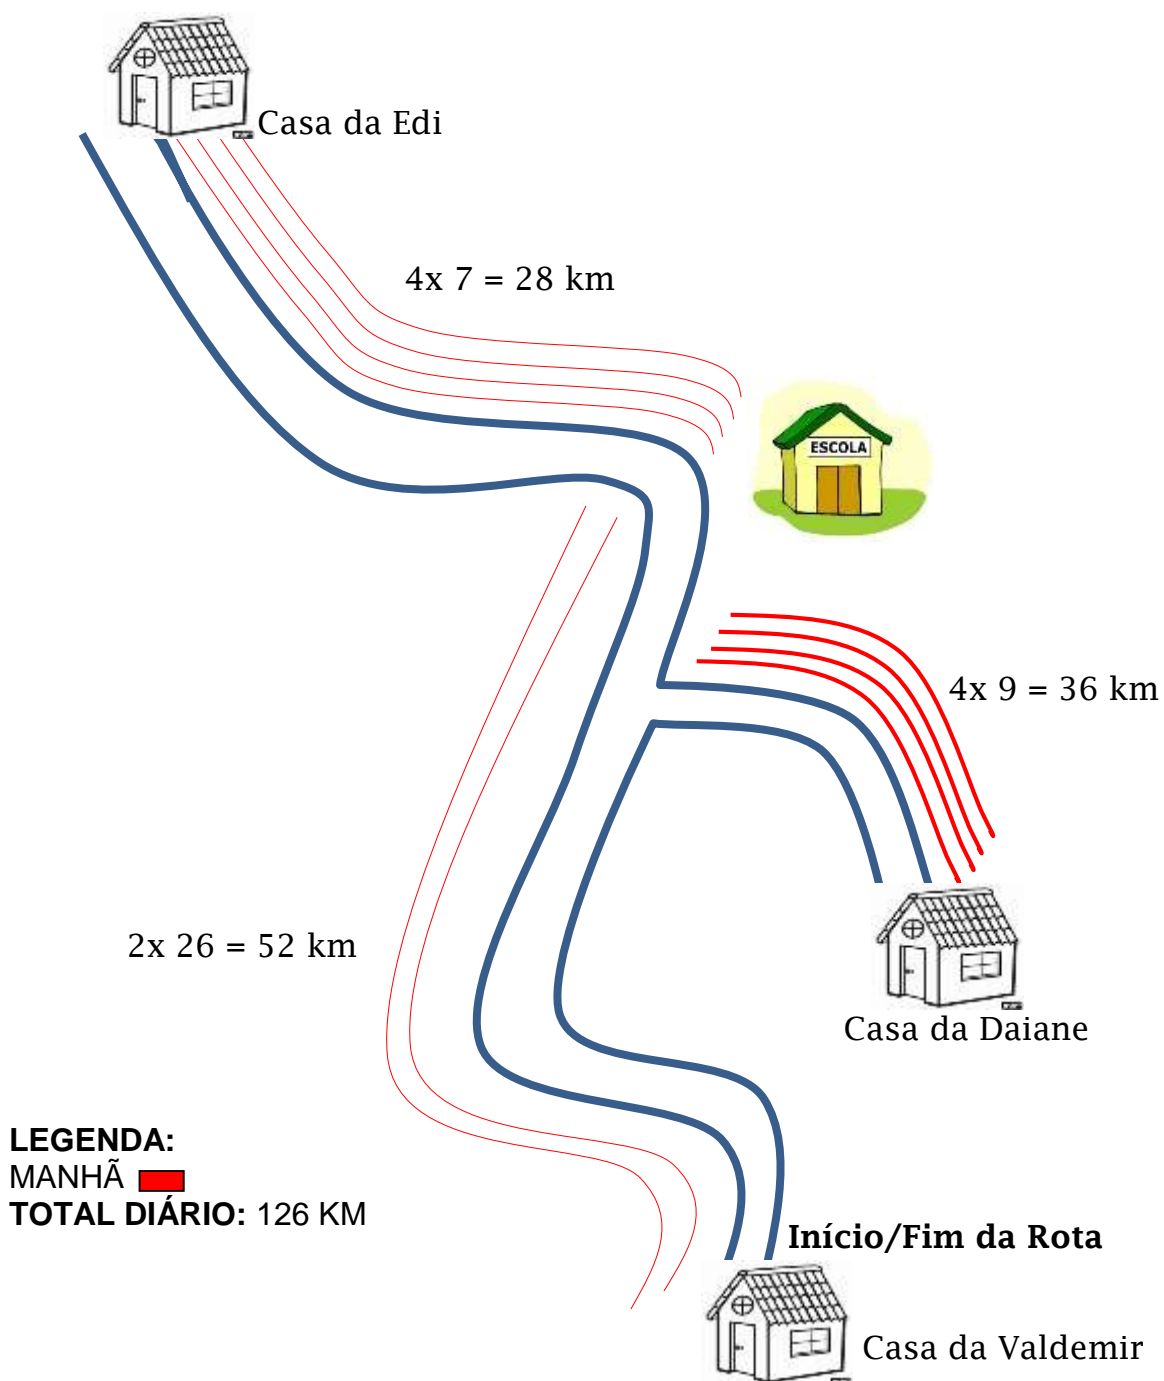 Casa da Edi
4x 7 = 28 km
ESCOLA
4x 9 = 36 km
2x 26 = 52 km
Casa da Daiane
LEGENDA:
MANHÃ
TOTAL DIÁRIO: 126 KM
Início/Fim da Rota
Casa da Valdemir